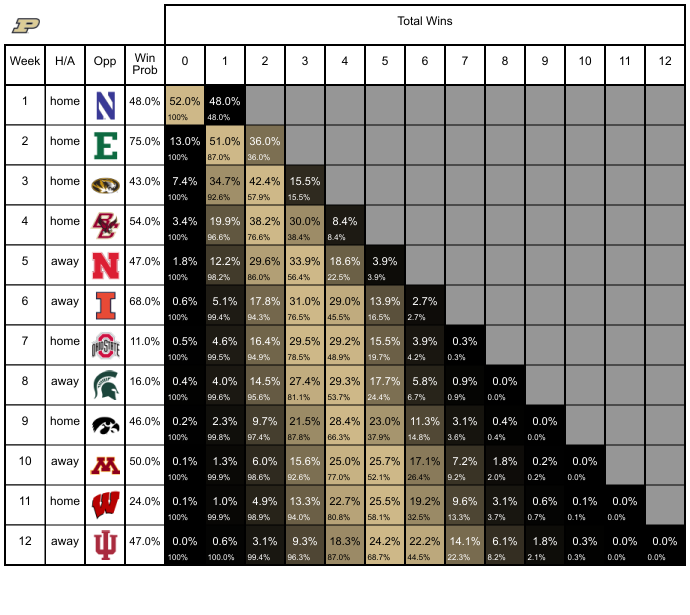 Total Wins
Week H/A Opp Win Prob 0 1 2 3 4 5 6 7 8 9 10 11 12
1 home N 48.0% 52.0% 48.0%
100% 48.0%
2 home E 75.0% 13.0% 51.0% 36.0%
100% 87.0% 36.0%
3 home 43.0% 7.4% 34.7% 42.4% 15.5%
100% 92.6% 57.9% 15.5%
4 home BC 54.0% 3.4% 19.9% 38.2% 30.0% 8.4%
100% 96.6% 76.6% 38.4% 8.4%
5 away N 47.0% 1.8% 12.2% 29.6% 33.9% 18.6% 3.9%
100% 98.2% 86.0% 56.4% 22.5% 3.9%
6 away I 68.0% 0.6% 5.1% 17.8% 31.0% 29.0% 13.9% 2.7%
100% 99.4% 94.3% 76.5% 45.5% 16.5% 2.7%
7 home OHIO STATE 11.0% 0.5% 4.6% 16.4% 29.5% 29.2% 15.5% 3.9% 0.3%
100% 99.5% 94.9% 78.5% 48.9% 19.7% 4.2% 0.3%
8 away 16.0% 0.4% 4.0% 14.5% 27.4% 29.3% 17.7% 5.8% 0.9% 0.0%
100% 99.6% 95.6% 81.1% 53.7% 24.4% 6.7% 0.9% 0.0%
9 home 46.0% 0.2% 2.3% 9.7% 21.5% 28.4% 23.0% 11.3% 3.1% 0.4% 0.0%
100% 99.8% 97.4% 87.8% 66.3% 37.9% 14.8% 3.6% 0.4% 0.0%
10 away M 50.0% 0.1% 1.3% 6.0% 15.6% 25.0% 25.7% 17.1% 7.2% 1.8% 0.2% 0.0%
100% 99.9% 98.6% 92.6% 77.0% 52.1% 26.4% 9.2% 2.0% 0.2% 0.0%
11 home W 24.0% 0.1% 1.0% 4.9% 13.3% 22.7% 25.5% 19.2% 9.6% 3.1% 0.6% 0.1% 0.0%
100% 99.9% 98.9% 94.0% 80.8% 58.1% 32.5% 13.3% 3.7% 0.7% 0.1% 0.0%
12 away IU 47.0% 0.0% 0.6% 3.1% 9.3% 18.3% 24.2% 22.2% 14.1% 6.1% 1.8% 0.3% 0.0% 0.0%
100% 100.0% 99.4% 96.3% 87.0% 68.7% 44.5% 22.3% 8.2% 2.1% 0.3% 0.0% 0.0%